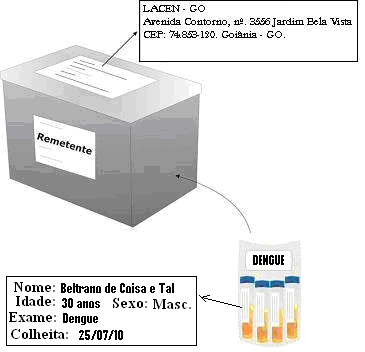 LACEN - GO
Avenida Contorno, nº. 3556 Jardim Bela Vista
CEP: 74.853-120. Goiânia - GO.
Remetente
DENGUE
Nome: Beltrano de Coisa e Tal
Idade: 30 anos Sexo: Masc.
Exame: Dengue
Colheita: 25/07/10